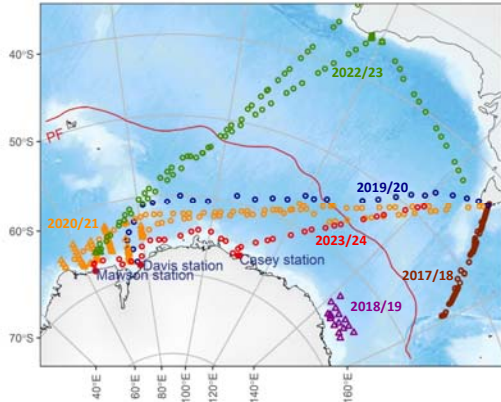 40°S
2022/23
PF
50°S
2019/20
2020/21
60°S
2023/24
Davis station
Casey station
Mawson station
2017/18
2018/19
70°S
40°E
60°E
80°E
100°E
120°E
140°E
160°E